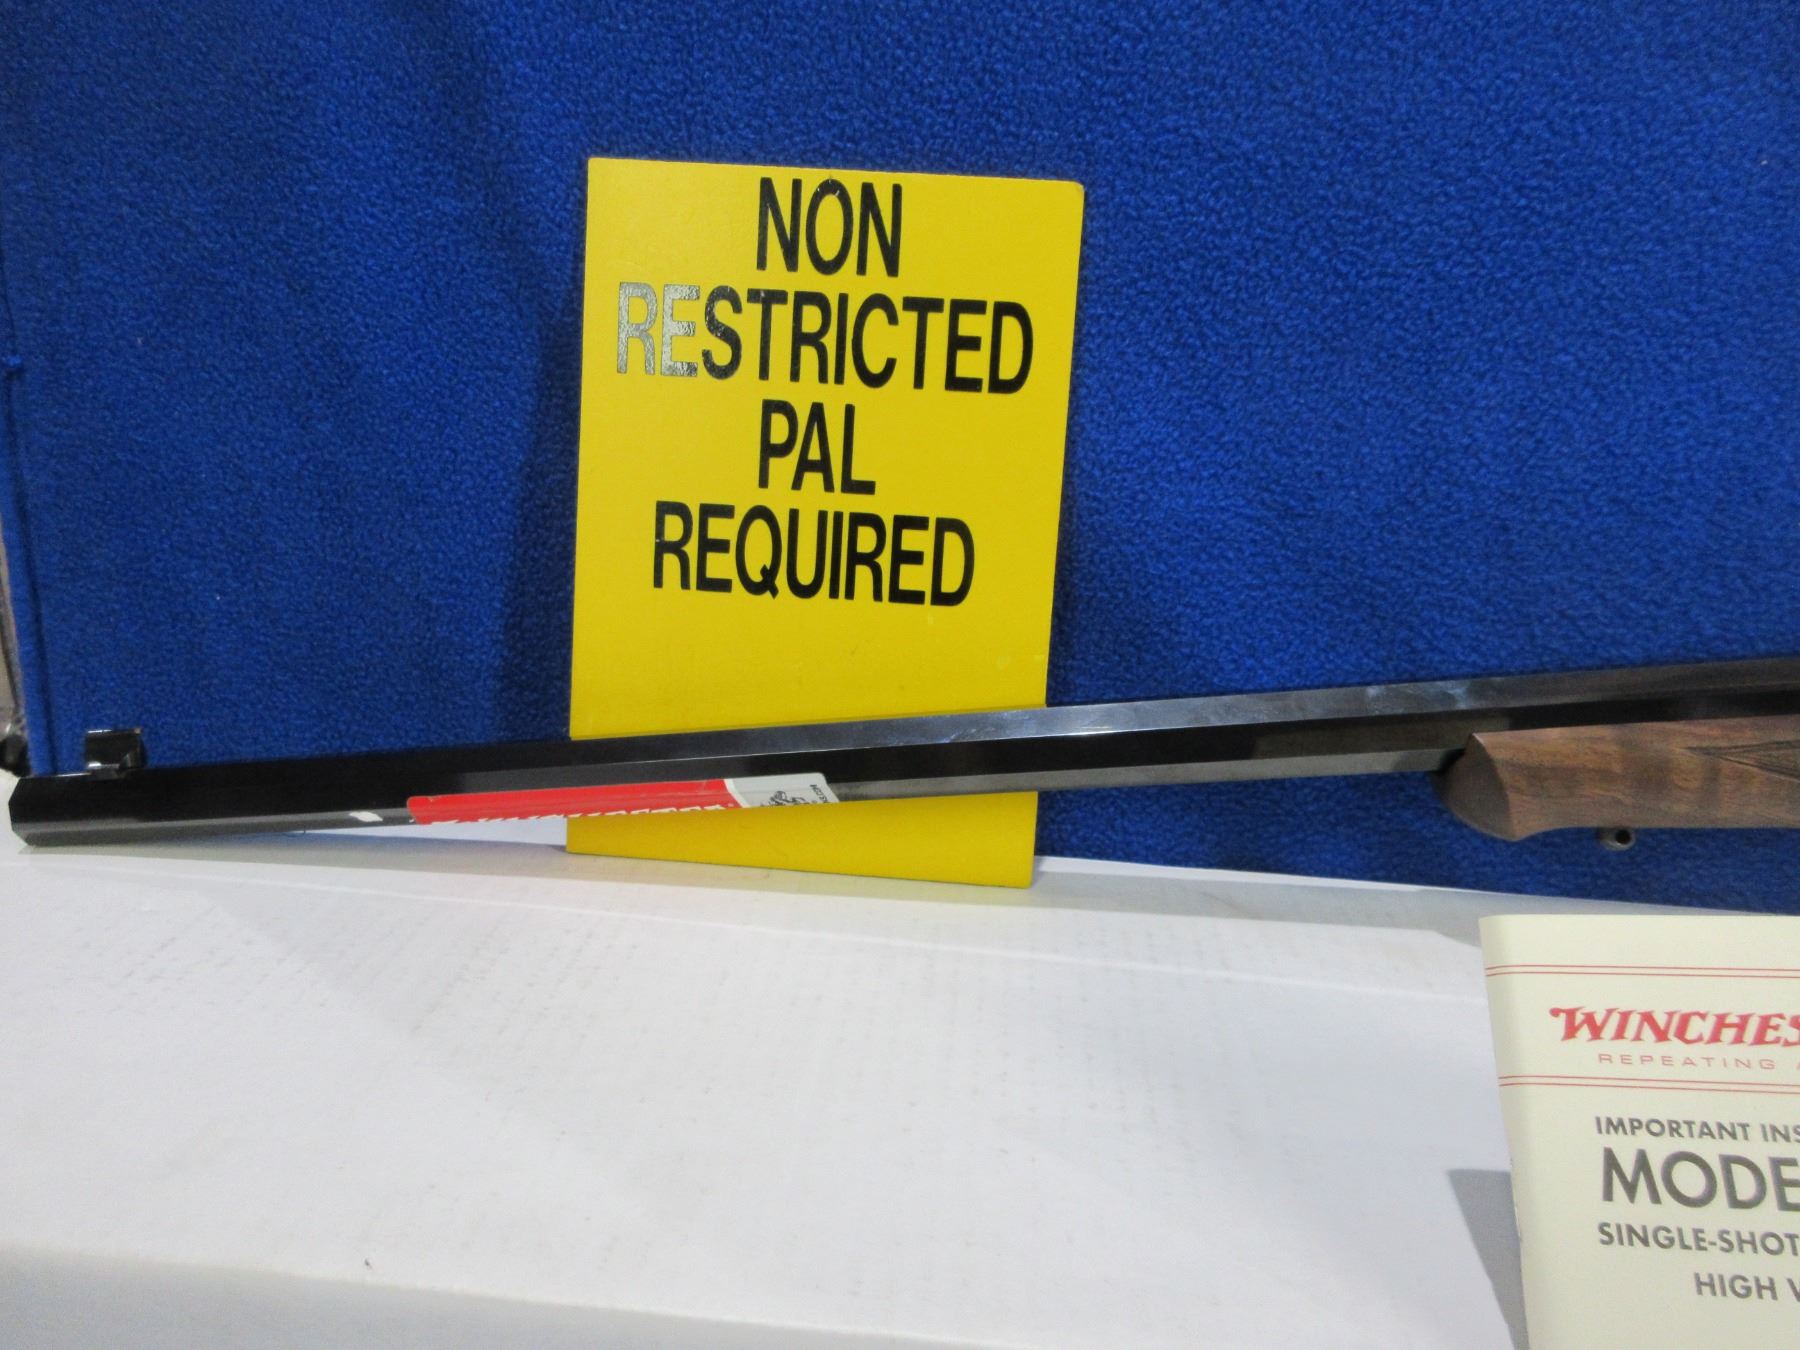 NON
RESTRICTED
PAL
REQUIRED
WINCHES
REPEATING A
IMPORTANT INS
MODE
SINGLE-SHOT
HIGH V